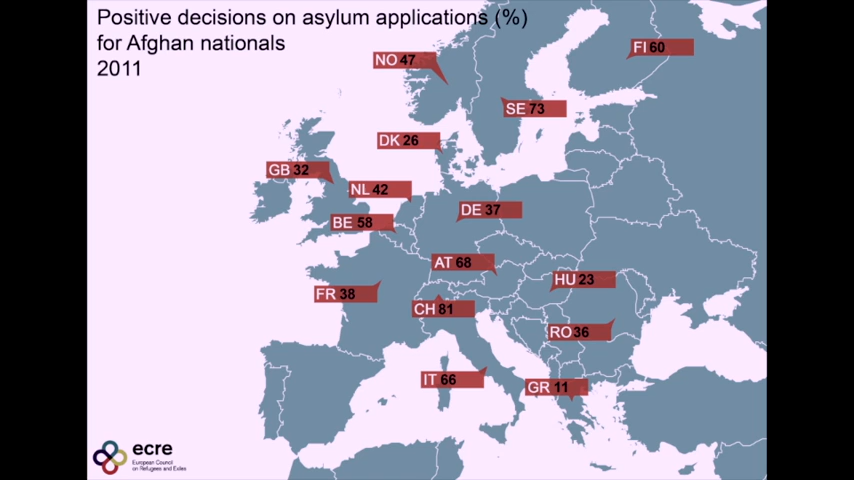 Positive decisions on asylum applications (%)
for Afghan nationals
2011
FI 60
NO 47
SE 73
DK 26
GB 32
NL 42
DE 37
BE 58
AT 68
HU 23
FR 38
CH 81
RO 36
IT 66
GR 11
ecre
European Council
on Refugees and Exiles